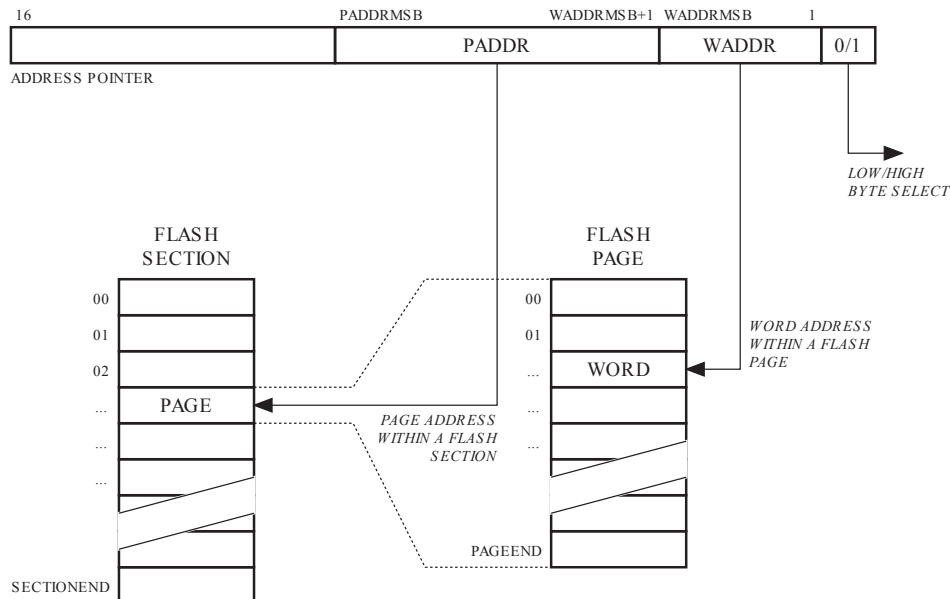 16 PADDRMSB WADDRMSB+1 WADDRMSB 1
PADDR WADDR 0/1
ADDRESS POINTER
LOW/HIGH
BYTE SELECT
FLASH
SECTION
00
01
02
...
PAGE
...
...
SECTIONEND
PAGE ADDRESS
WITHIN A FLASH
SECTION
FLASH
PAGE
00
01
...
WORD
...
...
...
PAGEEND
WORD ADDRESS
WITHIN A FLASH
PAGE